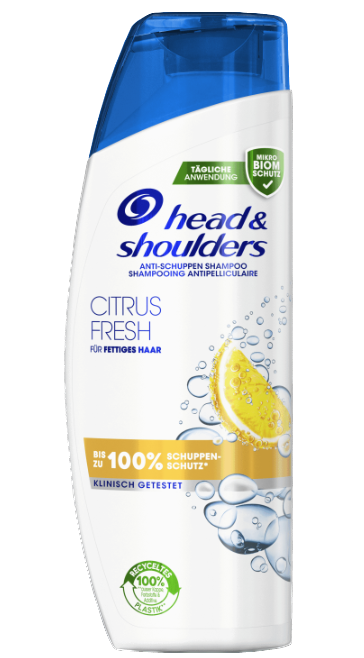 TÄGLICHE
ANWENDUNG
MIKRO
BIOM
SCHUTZ
head &
shoulders
ANTI-SCHUPPEN SHAMPOO
SHAMPOOING ANTIPELLICULAIRE
CITRUS
FRESH
FÜR FETTIGES HAAR
BIS
ZU 100% SCHUPPEN-
SCHUTZ*
KLINISCH GETESTET
RECYCELTES
100%
PLASTIK**